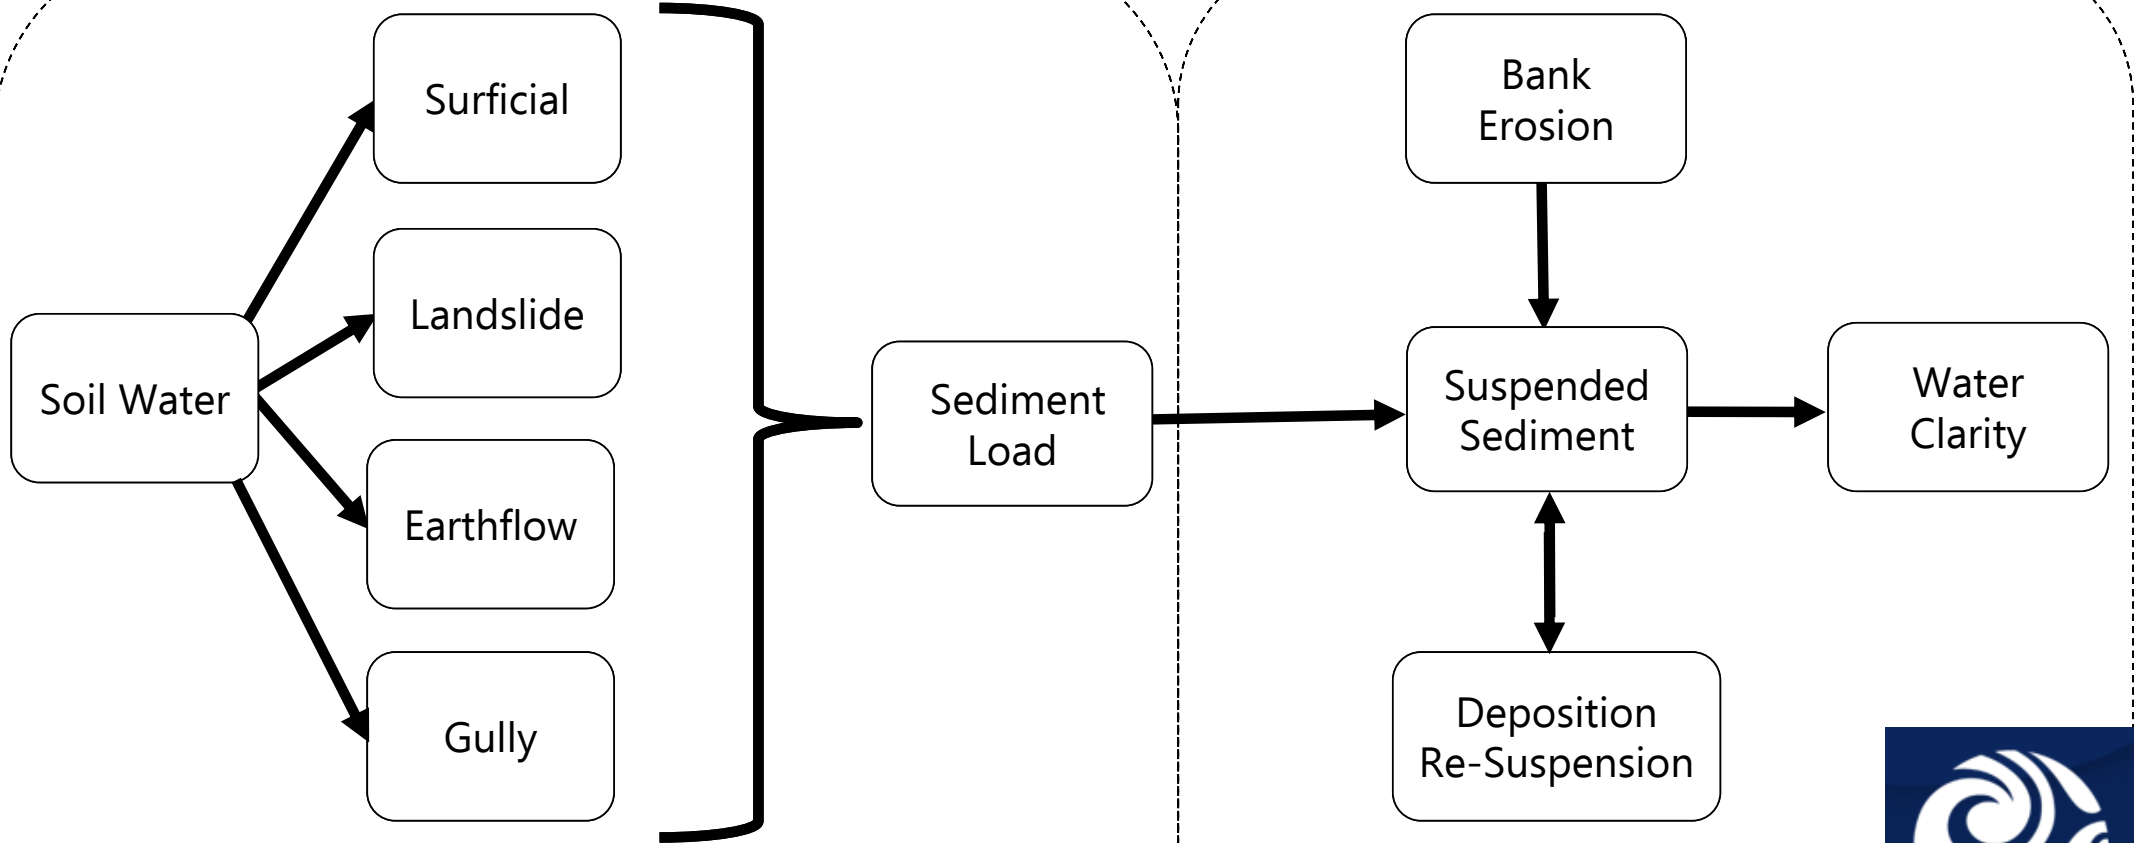 Surficial
Landslide
Soil Water
Earthflow
Gully
Sediment
Load
Bank
Erosion
Suspended
Sediment
Water
Clarity
Deposition
Re-Suspension